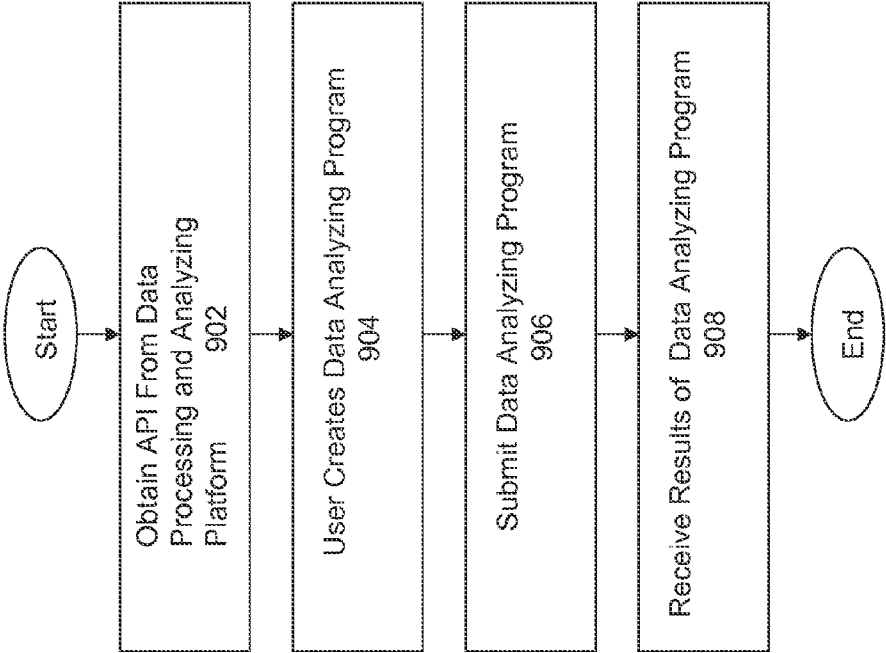 Start
Obtain API From Data
Processing and Analyzing
Platform 902
User Creates Data Analyzing Program
904
Submit Data Analyzing Program
906
Receive Results of Data Analyzing Program
908
End